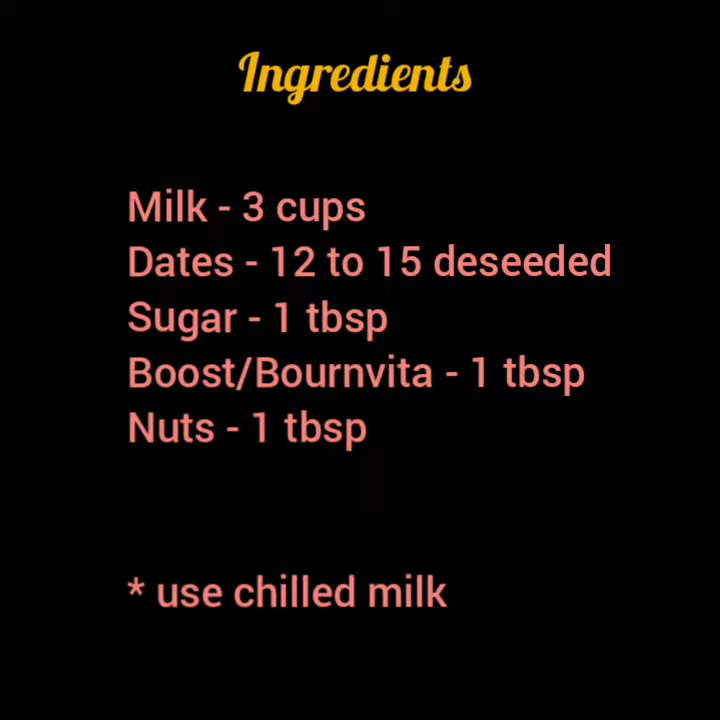 Ingredients
Milk - 3 cups
Dates - 12 to 15 deseeded
Sugar - 1 tbsp
Boost/Bournvita - 1 tbsp
Nuts - 1 tbsp
* use chilled milk